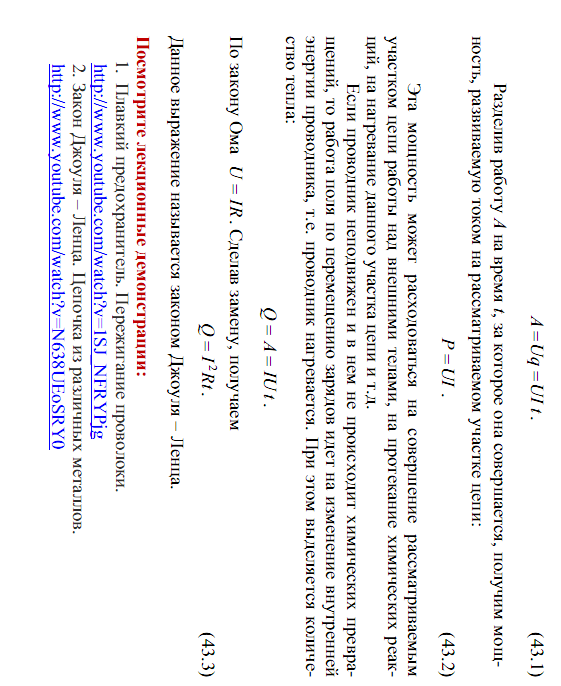 A = Uq = UI t . (43.1)
Разделив работу A на время t, за которое она совершается, получим мощ-
ность, развиваемую током на рассматриваемом участке цепи:
P = UI . (43.2)
Эта мощность может расходоваться на совершение рассматриваемым
участком цепи работы над внешними телами, на протекание химических реак-
ций, на нагревание данного участка цепи и т.д.
Если проводник неподвижен и в нем не происходит химических превра-
щений, то работа поля по перемещению зарядов идет на изменение внутренней
энергии проводника, т.е. проводник нагревается. При этом выделяется количе-
ство тепла:
Q = A = IU t .
По закону Ома U = IR . Сделав замену, получаем
Q = I²Rt . (43.3)
Данное выражение называется законом Джоуля – Ленца.
Посмотрите лекционные демонстрации:
1. Плавкий предохранитель. Пережигание проволоки.
http://www.youtube.com/watch?v=1SJ_NFRYPjg
2. Закон Джоуля – Ленца. Цепочка из различных металлов.
http://www.youtube.com/watch?v=N638UEoSRY0